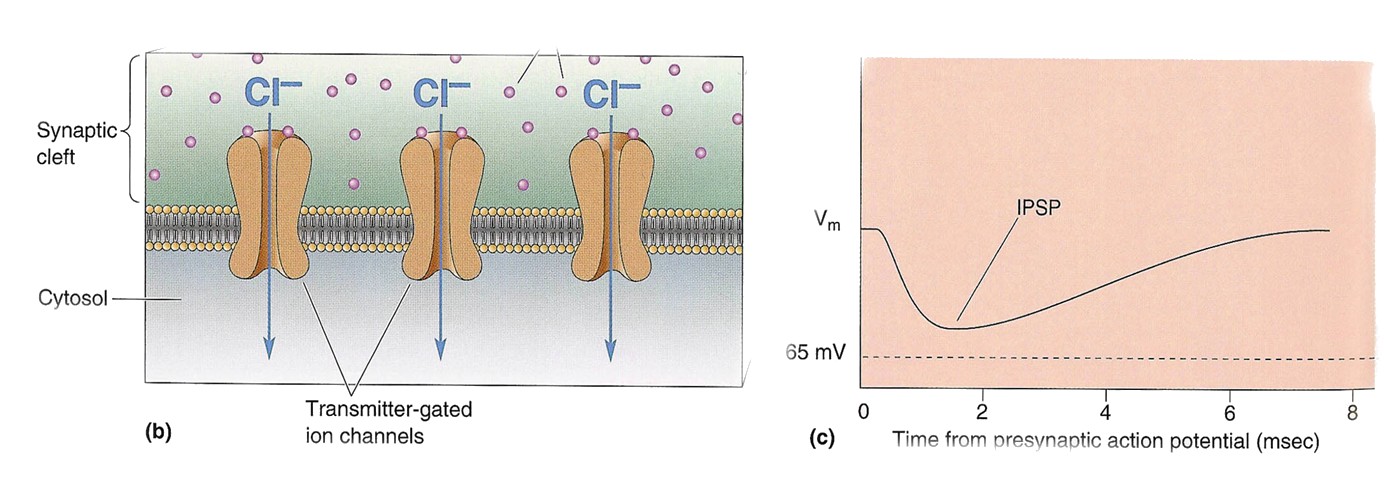 Cl–
Cl–
Cl–
Synaptic
cleft
Cytosol
Transmitter-gated
ion channels
(b)
IPSP
Vm
65 mV
0 2 4 6 8
(c) Time from presynaptic action potential (msec)